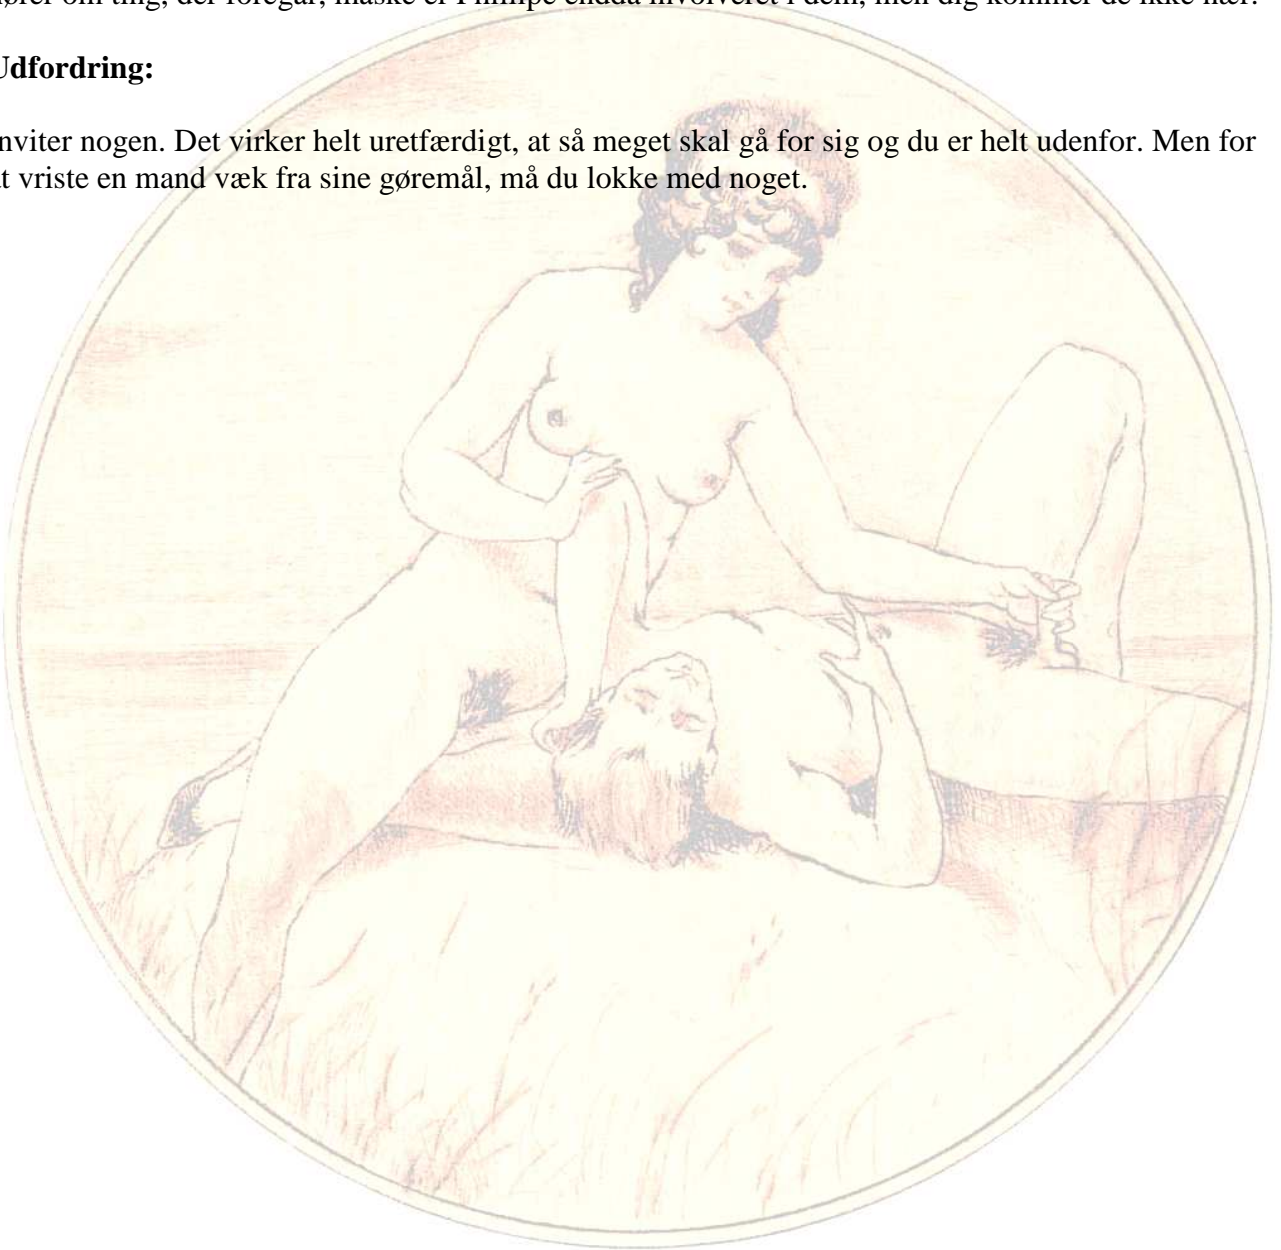 om ting, der foregår, måske er Phillipe endda involveret i dem, men dig kommer de ikke nær.
Udfordring:
nviter nogen. Det virker helt uretfærdigt, at så meget skal gå for sig og du er helt udenfor. Men for
at vriste en mand væk fra sine gøremål, må du lokke med noget.